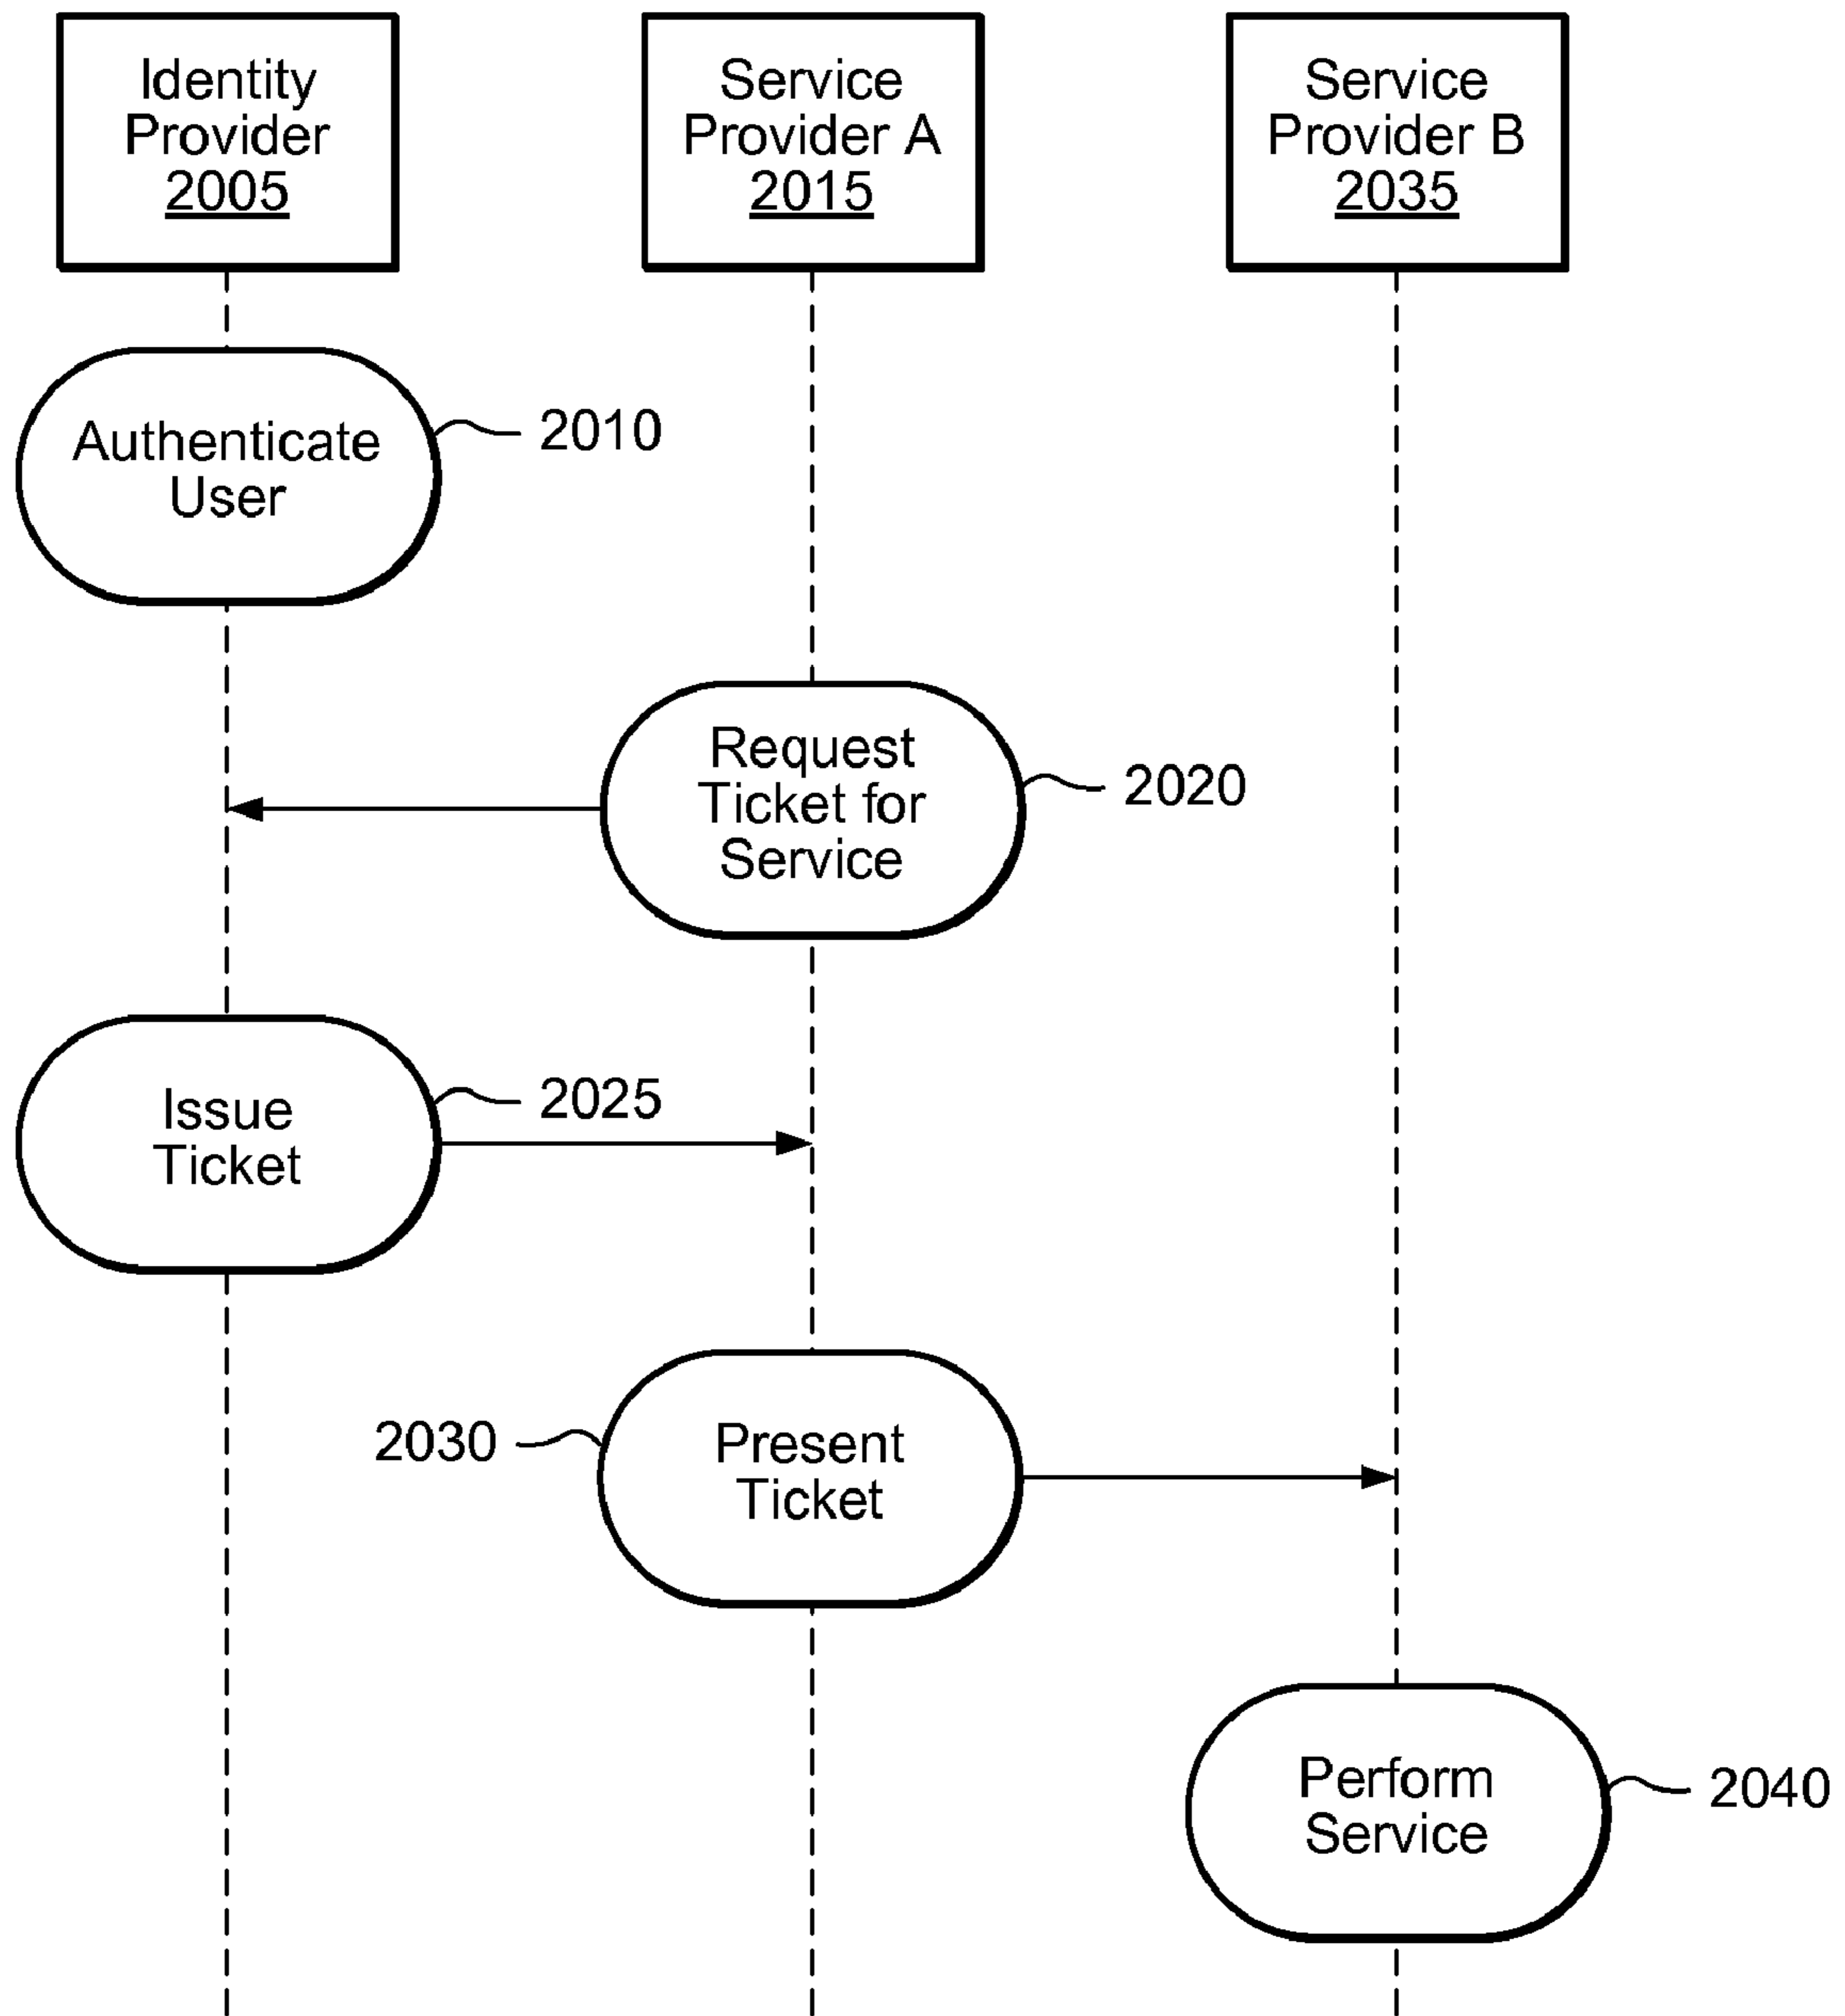 Identity
Provider
2005
Service
Provider A
2015
Service
Provider B
2035
Authenticate
User
2010
Request
Ticket for
Service
2020
Issue
Ticket
2025
2030
Present
Ticket
Perform
Service
2040